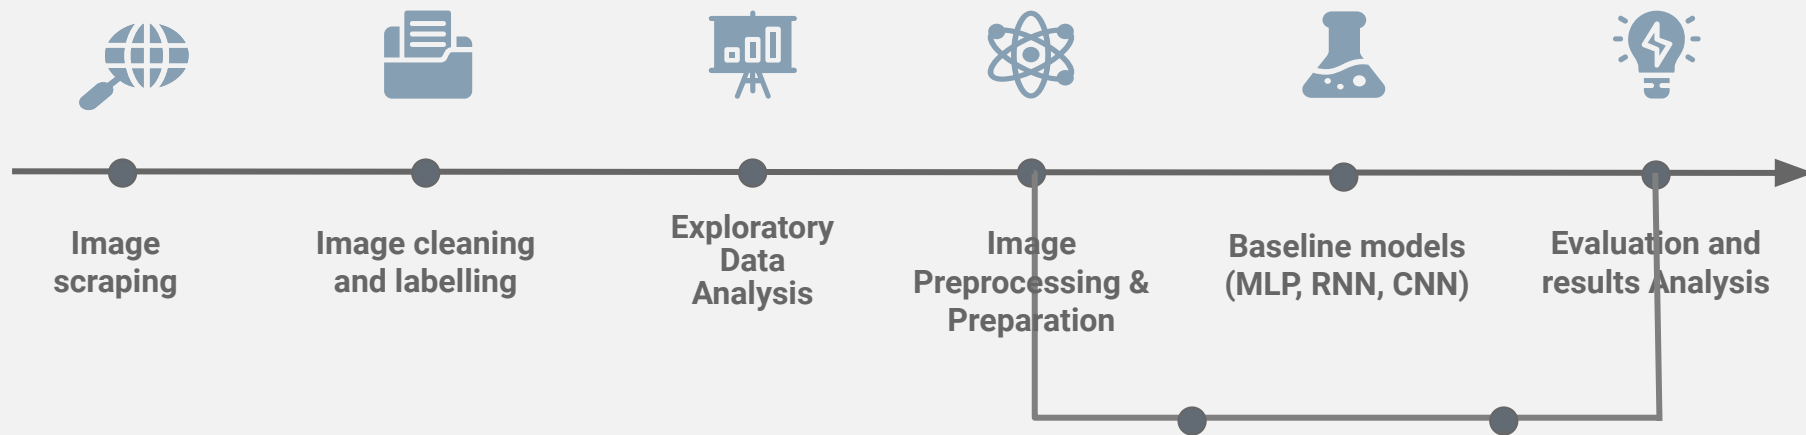 Image
scraping
Image cleaning
and labelling
Exploratory
Data
Analysis
Image
Preprocessing &
Preparation
Baseline models
(MLP, RNN, CNN)
Evaluation and
results Analysis